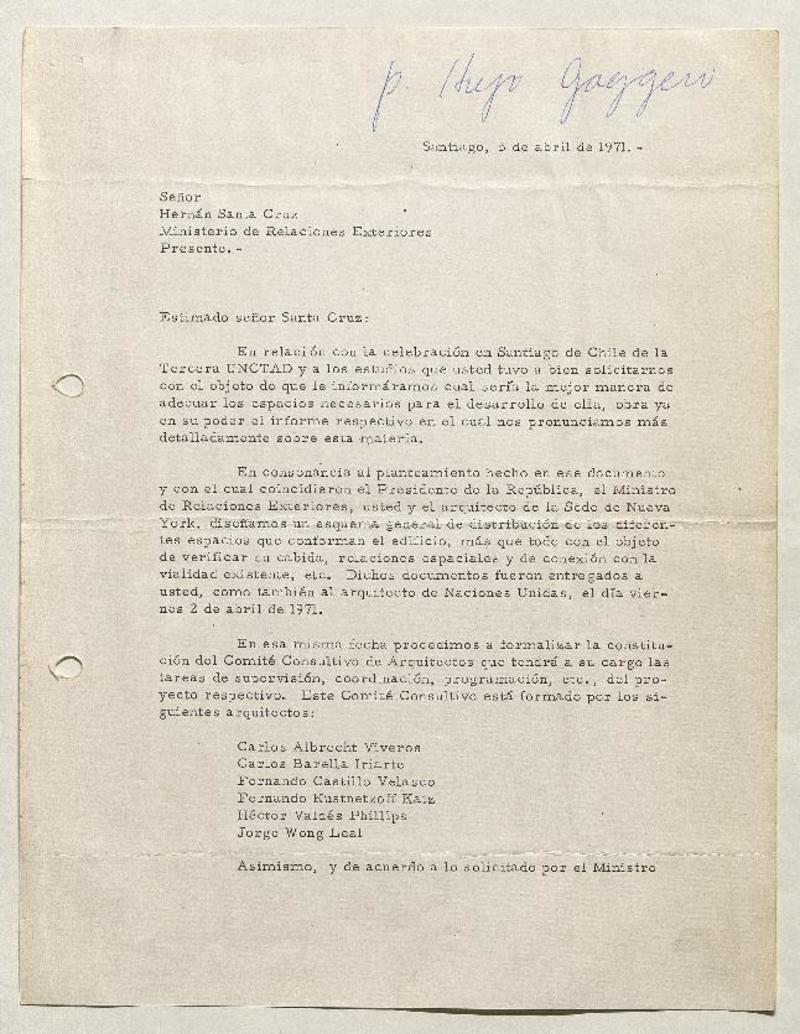 p. Hugo Gaggero
Santiago, 5 de abril de 1971. -
Señor
Hernán Santa Cruz
Ministerio de Relaciones Exteriores
Presente. -
Estimado señor Santa Cruz:
En relación con la celebración en Santiago de Chile de la
Tercera UNCTAD y a los estudios que usted tuvo a bien solicitarnos
con el objeto de que le informáramos cual sería la mejor manera de
adecuar los espacios necesarios para el desarrollo de ella, obra ya
en su poder el informe respectivo en el cual nos pronunciamos más
detalladamente sobre esta materia.
En consonancia al planteamiento hecho en ese documento
y con el cual coincidieron el Presidente de la República, el Ministro
de Relaciones Exteriores, usted y el arquitecto de la Sede de Nueva
York, diseñamos un esquema general de distribución de los diferen-
tes espacios que conforman el edificio, más que todo con el objeto
de verificar su cabida, relaciones espaciales y de conexión con la
vialidad existente, etc. Dichos documentos fueron entregados a
usted, como también al arquitecto de Naciones Unidas, el día vier-
nes 2 de abril de 1971.
En esa misma fecha procedimos a formalizar la constitu-
ción del Comité Consultivo de Arquitectos que tendrá a su cargo las
tareas de supervisión, coordinación, programación, etc., del pro-
yecto respectivo. Este Comité Consultivo está formado por los si-
guientes arquitectos:
Carlos Albrecht Viveros
Carlos Barella Iriarte
Fernando Castillo Velasco
Fernando Kustnetzoff Katz
Héctor Valdés Phillips
Jorge Wong Leal
Asimismo, y de acuerdo a lo solicitado por el Ministro